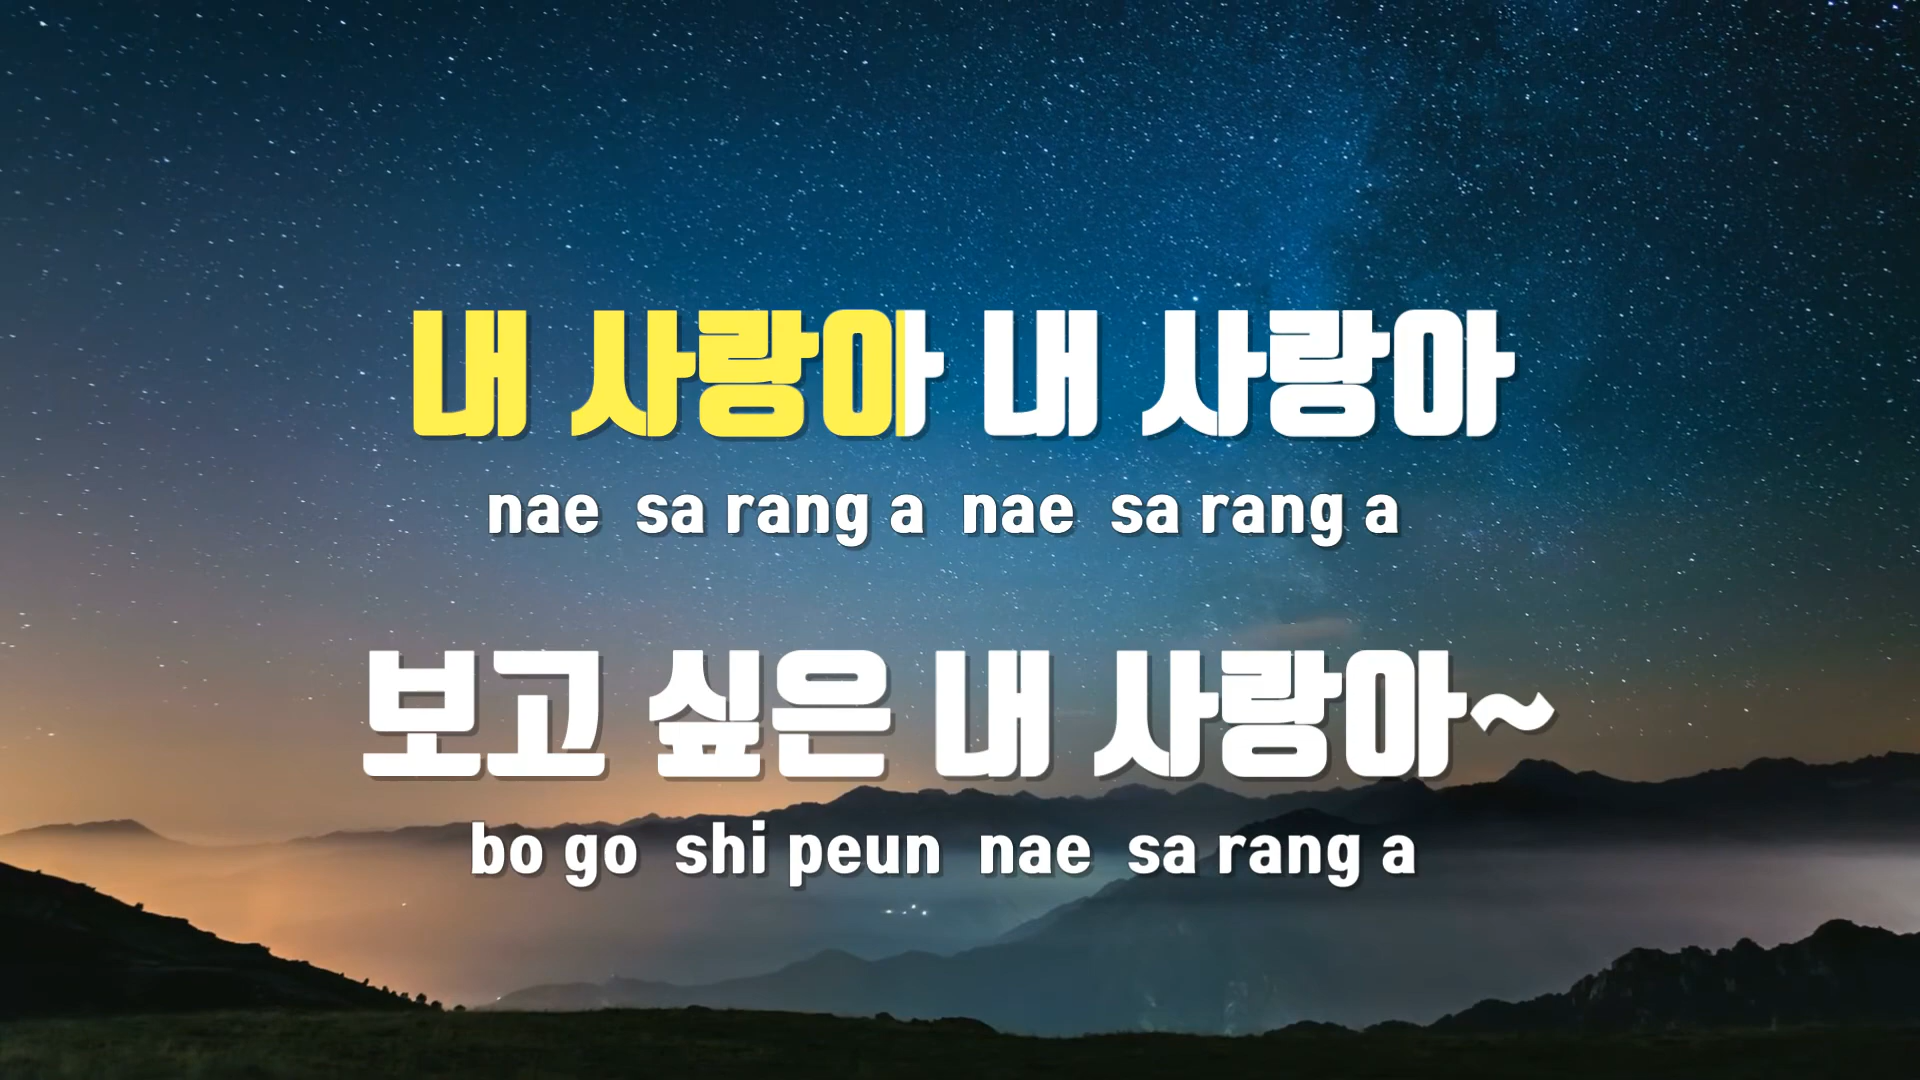 내 사랑아 내 사랑아
nae sa rang a nae sa rang a
보고 싶은 내 사랑아~
bo go shi peun nae sa rang a